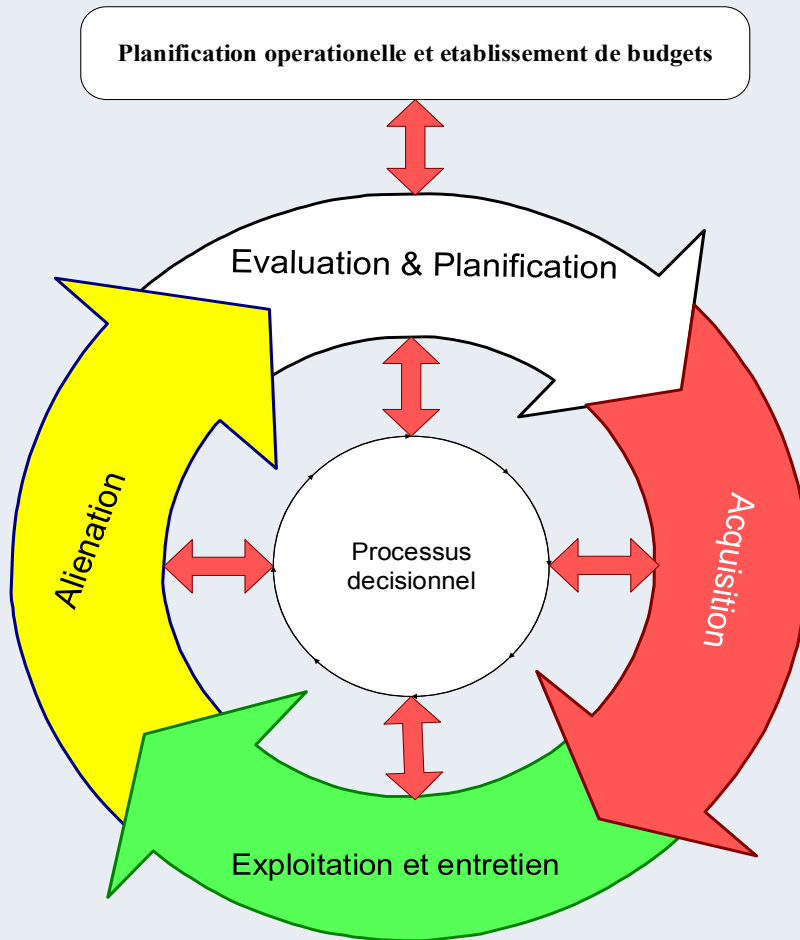 Planification operationelle et etablissement de budgets
Evaluation & Planification
Acquisition
Alienation
Processus
decisionnel
Exploitation et entretien